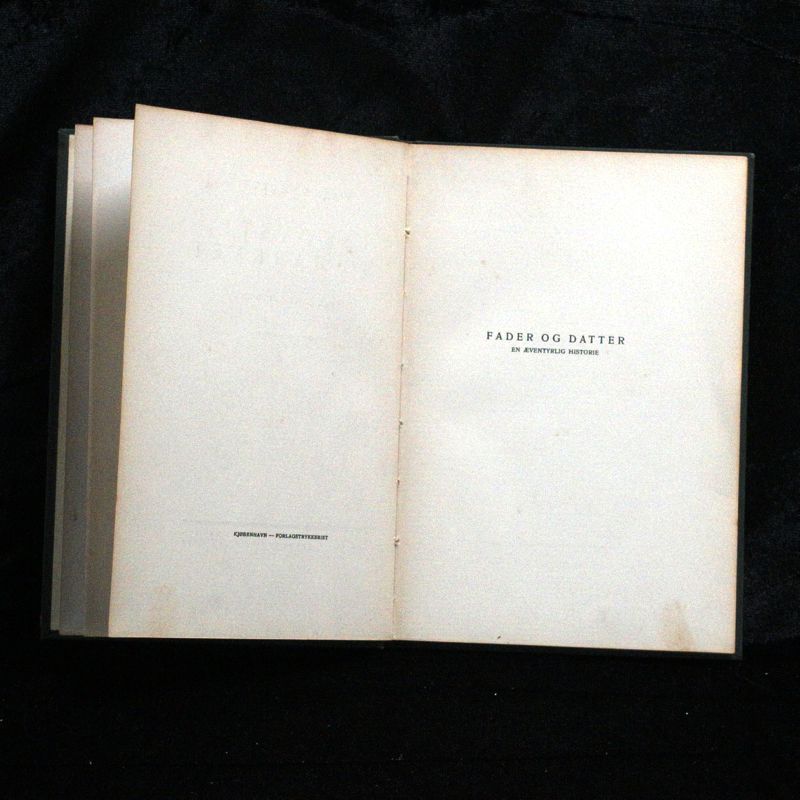 KJØBENHAVN — FORLAGSTRYKKERIET
FADER OG DATTER
EN ÆVENTYRLIG HISTORIE